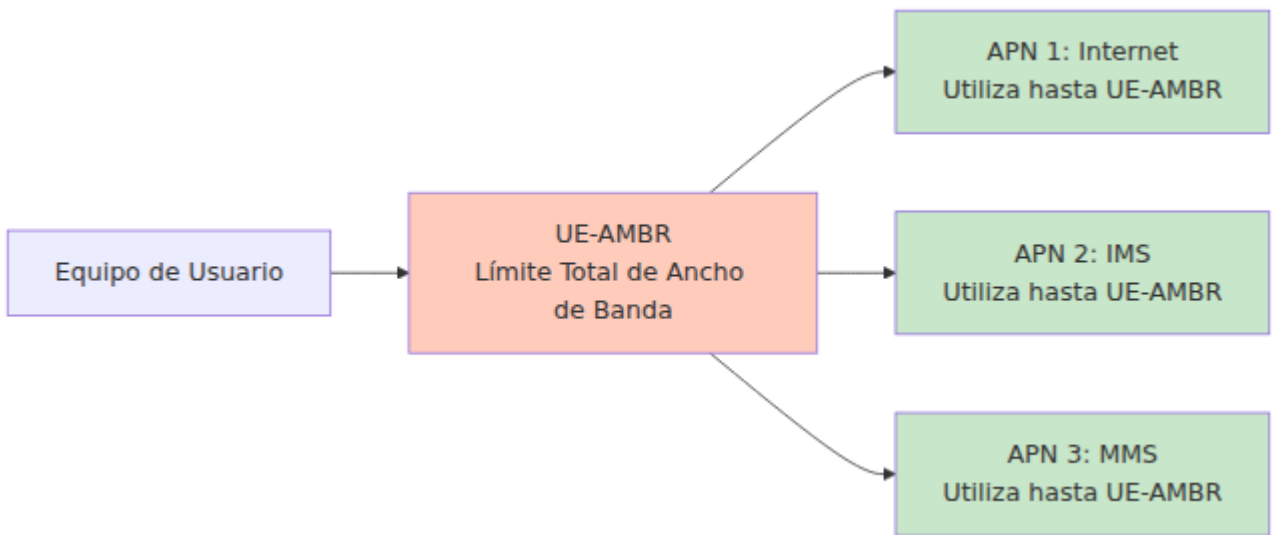 Equipo de Usuario
UE-AMBR
Límite Total de Ancho
de Banda
APN 1: Internet
Utiliza hasta UE-AMBR
APN 2: IMS
Utiliza hasta UE-AMBR
APN 3: MMS
Utiliza hasta UE-AMBR